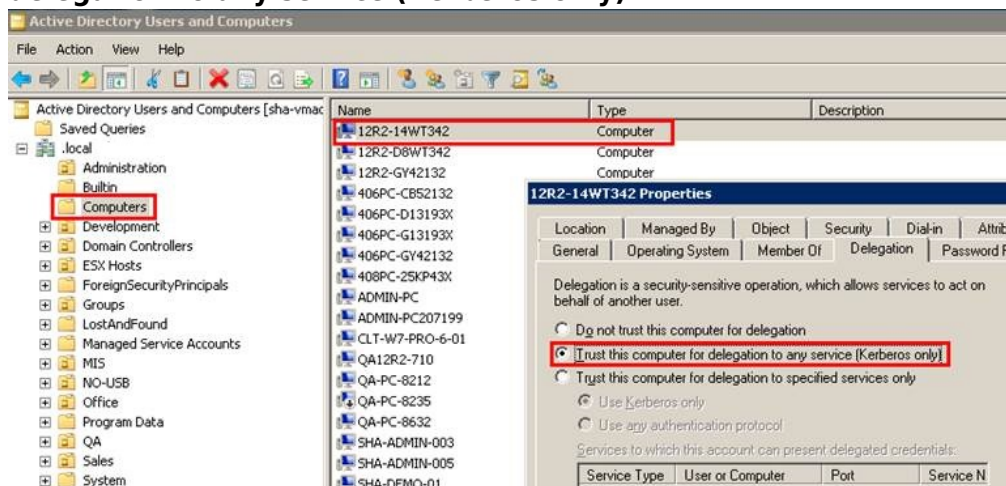 Active Directory Users and Computers
File Action View Help
Active Directory Users and Computers [sha-vmac
Saved Queries
.local
Administration
Builtin
Computers
Development
Domain Controllers
ESX Hosts
ForeignSecurityPrincipals
Groups
LostAndFound
Managed Service Accounts
MIS
NO-USB
Office
Program Data
QA
Sales
System
Name Type Description
12R2-14WT342 Computer
12R2-D8WT342 Computer
12R2-GY42132 Computer
406PC-CB52132
406PC-D13193X
406PC-G13193X
406PC-GY42132
408PC-25KP43X
ADMIN-PC
ADMIN-PC207199
CLT-W7-PRO-6-01
QA12R2-710
QA-PC-8212
QA-PC-8235
QA-PC-8632
SHA-ADMIN-003
SHA-ADMIN-005
SHA-DEMO-01
12R2-14WT342 Properties
Location Managed By Object Security Dial-in Attrib
General Operating System Member Of Delegation Password R
Delegation is a security-sensitive operation, which allows services to act on
behalf of another user.
Do not trust this computer for delegation
Trust this computer for delegation to any service (Kerberos only)
Trust this computer for delegation to specified services only
Use Kerberos only
Use any authentication protocol
Services to which this account can present delegated credentials:
Service Type User or Computer Port Service N